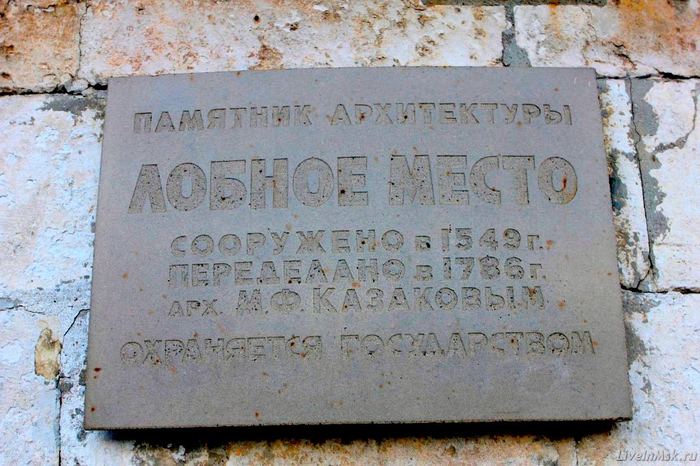 ПАМЯТНИК АРХИТЕКТУРЫ
ЛОБНОЕ МЕСТО
СООРУЖЕНО в 1549 г.
ПЕРЕДЕЛАНО в 1786 г.
АРХ. М.Ф. КАЗАКОВЫМ
ОХРАНЯЕТСЯ ГОСУДАРСТВОМ
LiveInMsk.ru